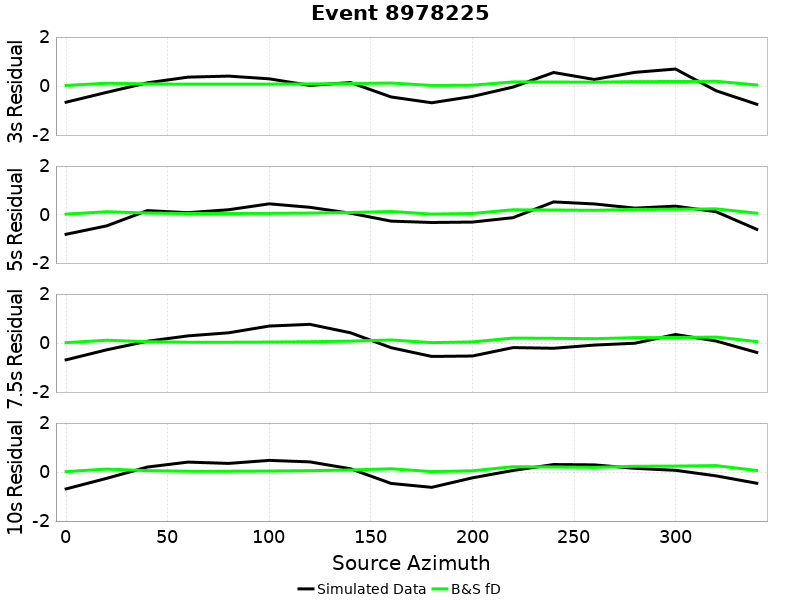 Event 8978225
3s Residual
2
0
-2
5s Residual
2
0
-2
7.5s Residual
2
0
-2
10s Residual
2
0
-2
0 50 100 150 200 250 300
Source Azimuth
Simulated Data B&S fD